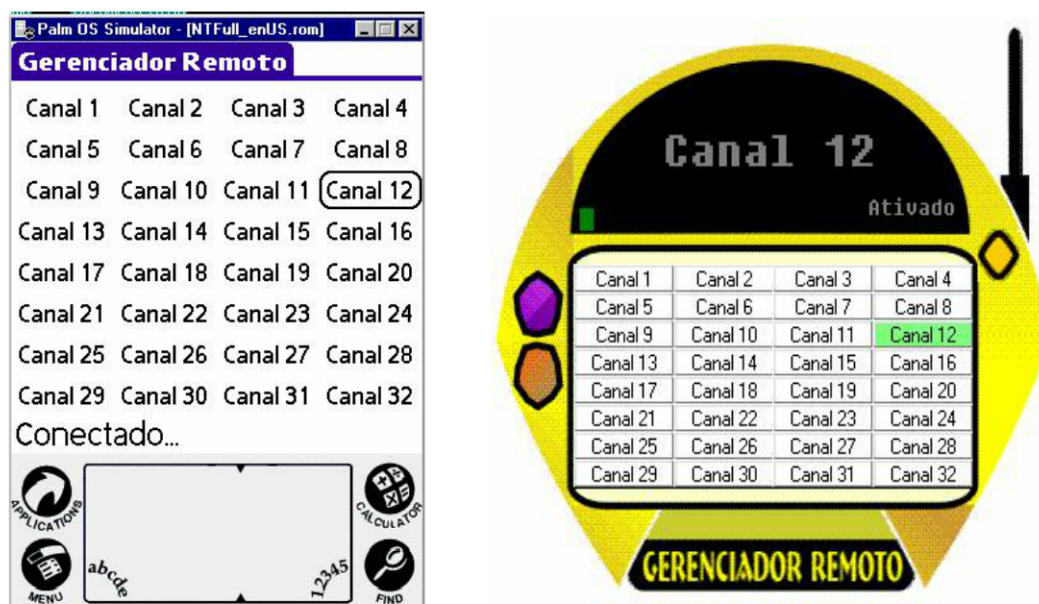 Palm OS Simulator - [NTFull_enUS.rom]
Gerenciador Remoto
Canal 1 Canal 2 Canal 3 Canal 4
Canal 5 Canal 6 Canal 7 Canal 8
Canal 9 Canal 10 Canal 11 Canal 12
Canal 13 Canal 14 Canal 15 Canal 16
Canal 17 Canal 18 Canal 19 Canal 20
Canal 21 Canal 22 Canal 23 Canal 24
Canal 25 Canal 26 Canal 27 Canal 28
Canal 29 Canal 30 Canal 31 Canal 32
Conectado...
APPLICATIONS
CALCULATOR
MENU
abcde
12345
FIND
Canal 12
Ativado
Canal 1 Canal 2 Canal 3 Canal 4
Canal 5 Canal 6 Canal 7 Canal 8
Canal 9 Canal 10 Canal 11 Canal 12
Canal 13 Canal 14 Canal 15 Canal 16
Canal 17 Canal 18 Canal 19 Canal 20
Canal 21 Canal 22 Canal 23 Canal 24
Canal 25 Canal 26 Canal 27 Canal 28
Canal 29 Canal 30 Canal 31 Canal 32
GERENCIADOR REMOTO